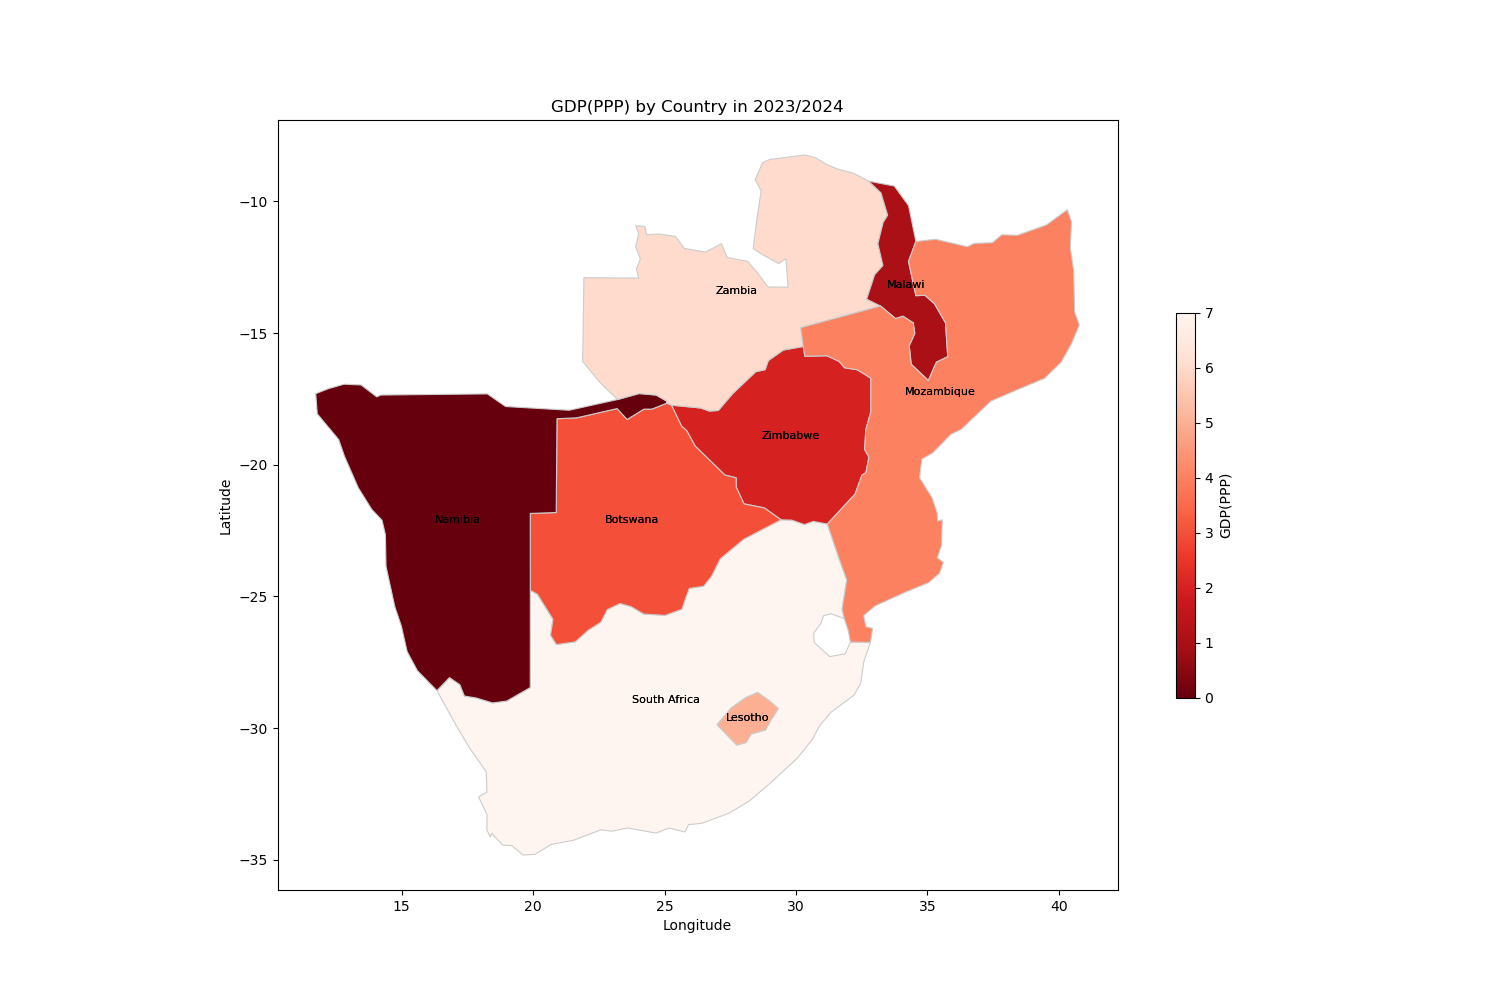 GDP(PPP) by Country in 2023/2024
−10
−15
−20
−25
−30
−35
Latitude
Zambia
Malawi
Mozambique
Zimbabwe
Namibia
Botswana
South Africa
Lesotho
15
20
25
30
35
40
Longitude
7
6
5
4
3
2
1
0
GDP(PPP)